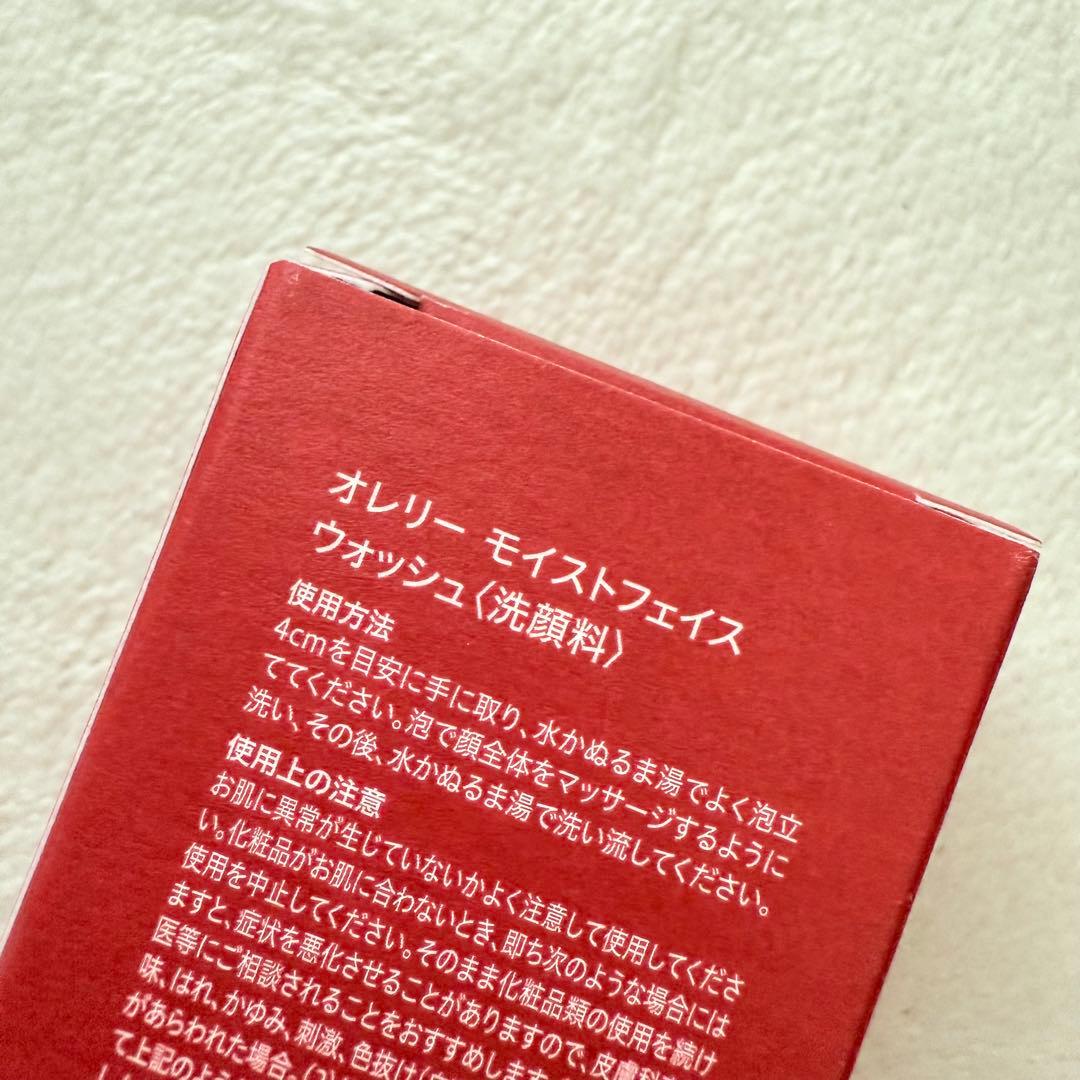 オレリー モイストフェイス
ウォッシュ〈洗顔料〉
使用方法
4cmを目安に手に取り、水かぬるま湯でよく泡立
ててください。泡で顔全体をマッサージするように
洗い、その後、水かぬるま湯で洗い流してください。
使用上の注意
お肌に異常が生じていないかよく注意して使用してくださ
い。化粧品がお肌に合わないとき、即ち次のような場合には
使用を中止してください。そのまま化粧品類の使用を続け
ますと、症状を悪化させることがありますので、皮膚科
医等にご相談されることをおすすめします
味、はれ、かゆみ、刺激、色抜け
があらわれた場合。
て上記のよう